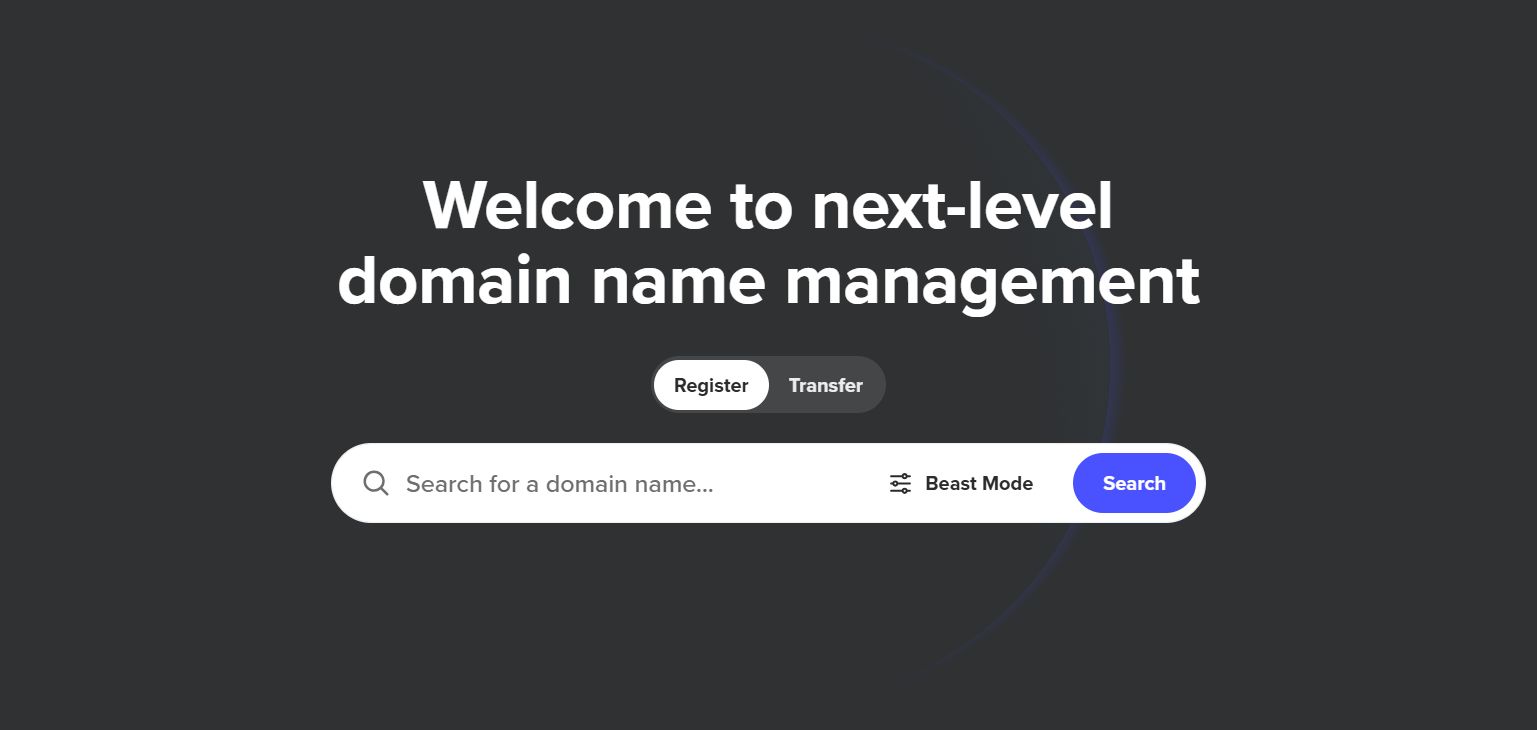 Welcome to next-level
domain name management
Register Transfer
Search for a domain name... Beast Mode Search